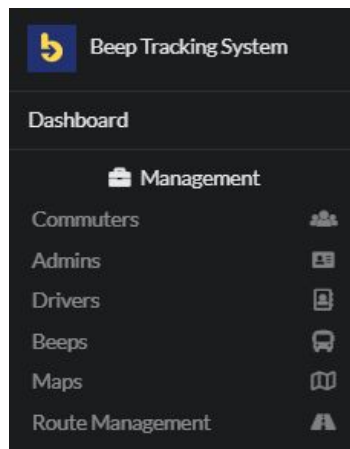 Beep Tracking System
Dashboard
Management
Commuters
Admins
Drivers
Beeps
Maps
Route Management